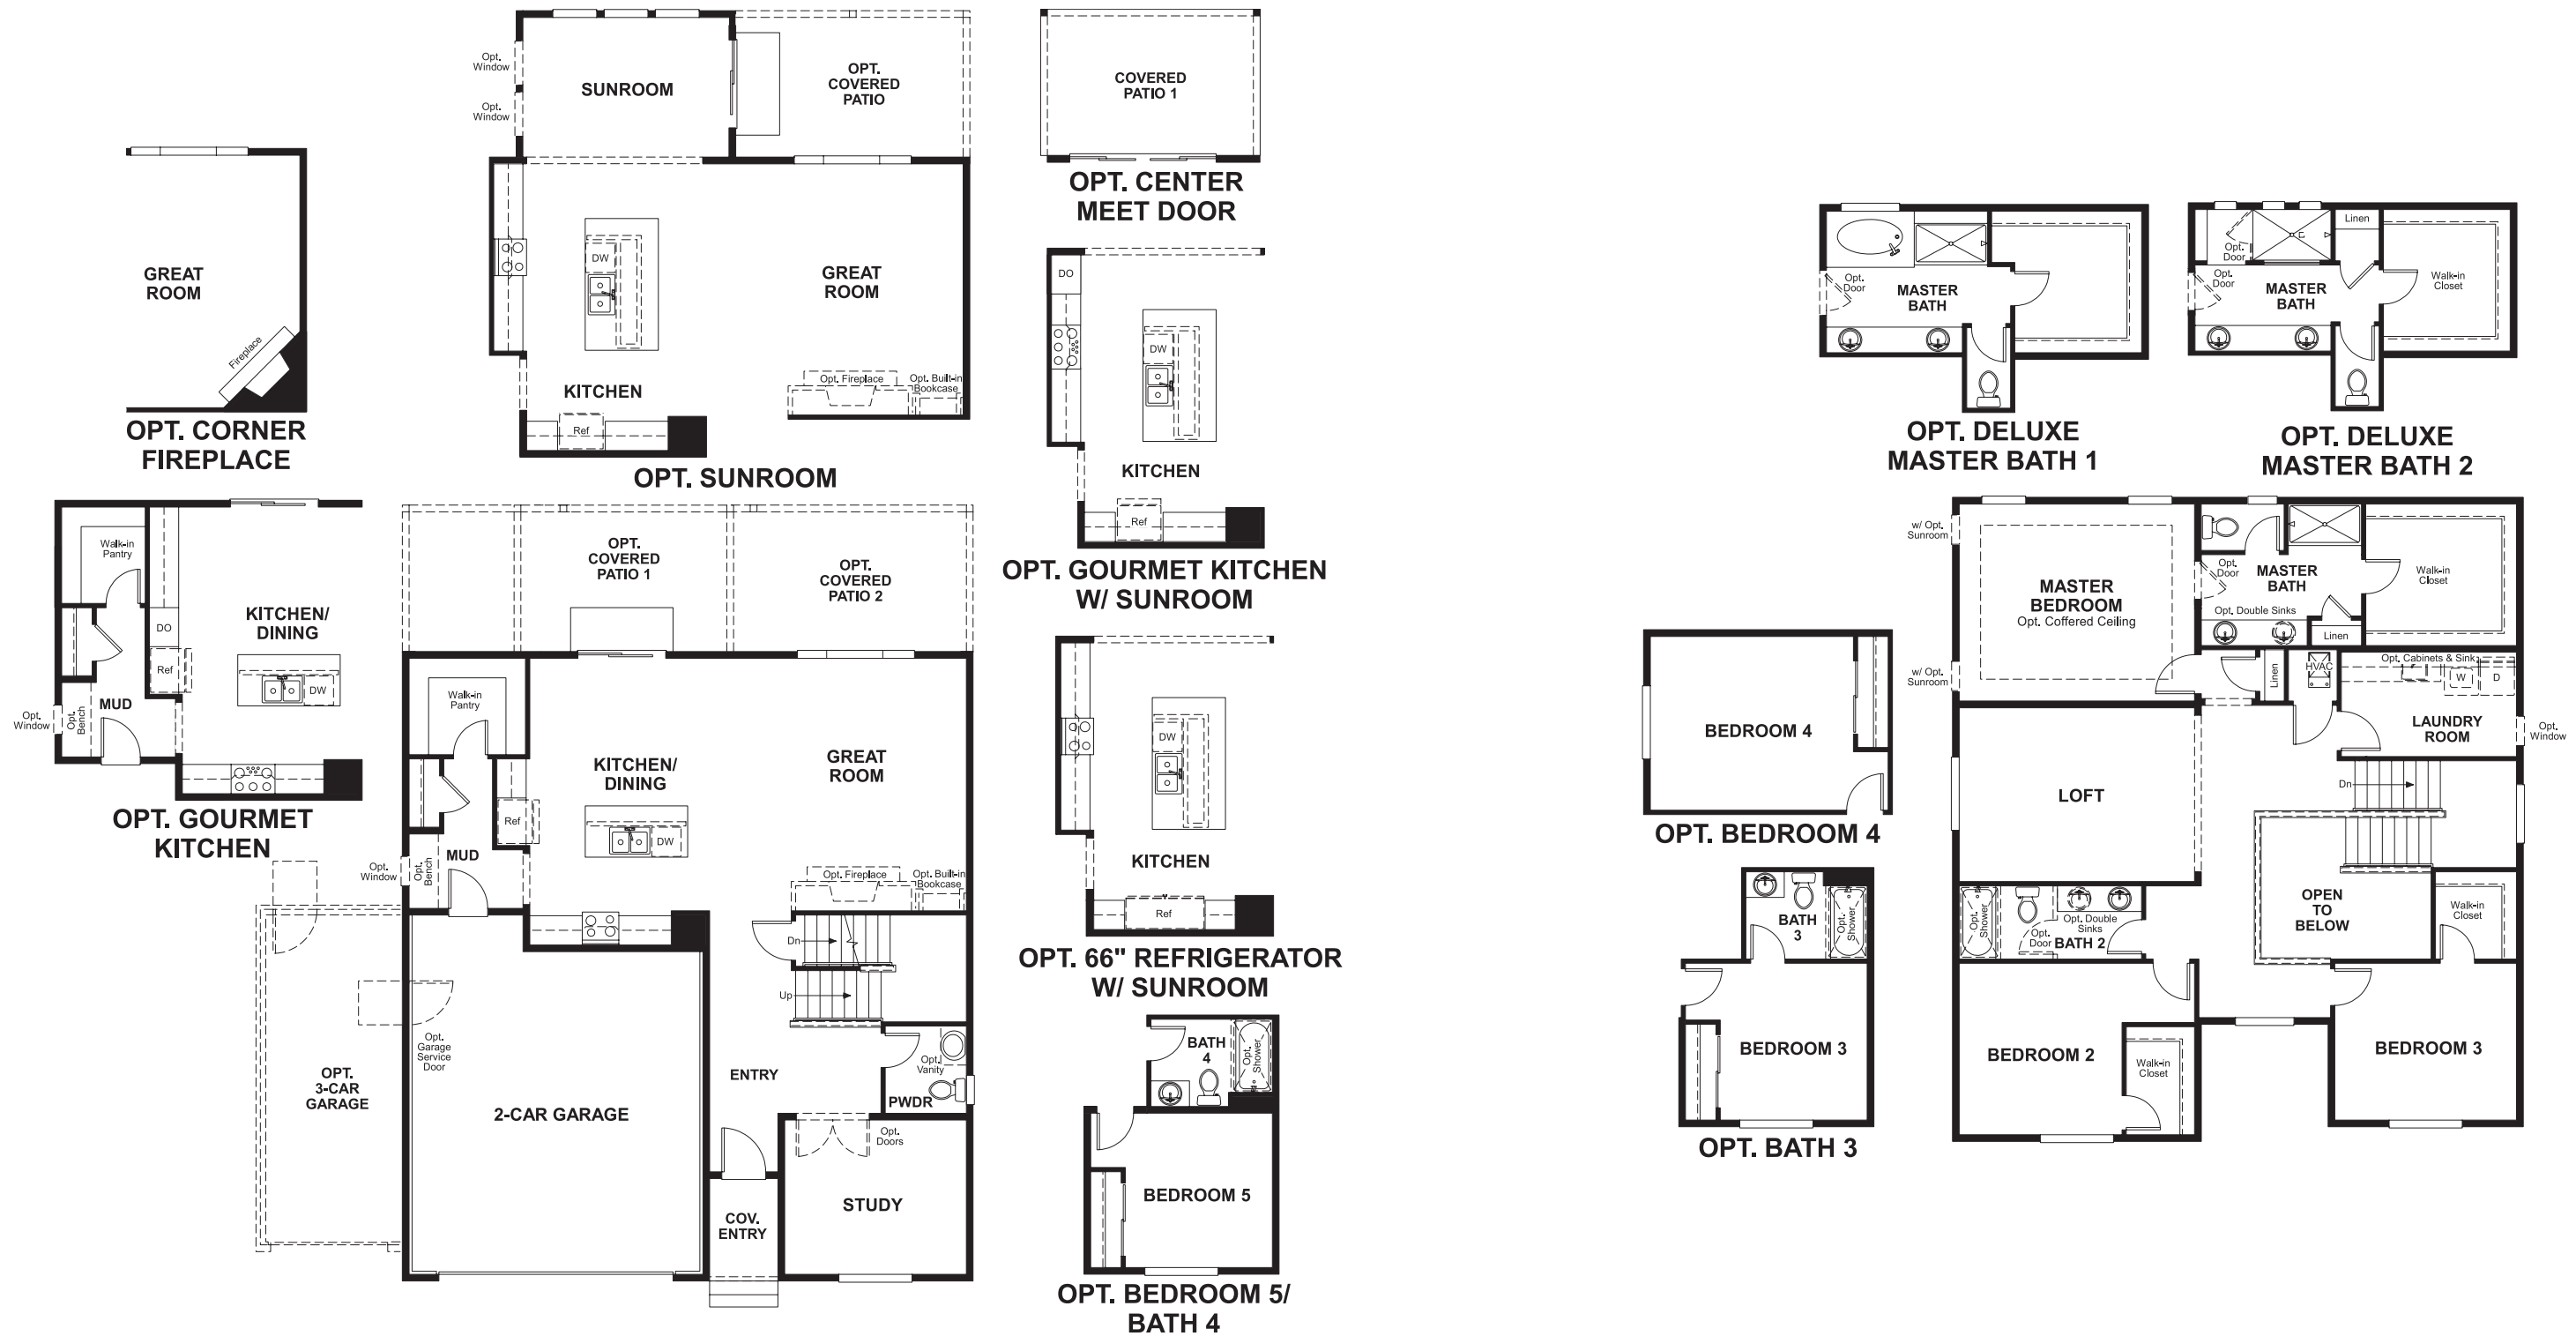 Opt.
Window
Opt.
Window
SUNROOM
OPT.
COVERED
PATIO
DW
GREAT
ROOM
Opt. Fireplace
Opt. Built-in
Bookcase
KITCHEN
Ref
OPT. SUNROOM
COVERED
PATIO 1
OPT. CENTER
MEET DOOR
GREAT
ROOM
Fireplace
OPT. CORNER
FIREPLACE
DO
DW
KITCHEN
Ref
OPT. GOURMET KITCHEN
W/ SUNROOM
Walk-in
Pantry
DO
Ref
KITCHEN/
DINING
DW
MUD
Opt.
Window
Opt.
Bench
OPT. GOURMET
KITCHEN
OPT.
COVERED
PATIO 1
OPT.
COVERED
PATIO 2
Walk-in
Pantry
KITCHEN/
DINING
GREAT
ROOM
Ref
DW
MUD
Opt.
Window
Opt.
Bench
Opt. Fireplace
Opt. Built-in
Bookcase
Dn
Up
Opt.
Garage
Service
Door
OPT.
3-CAR
GARAGE
2-CAR GARAGE
ENTRY
Opt.
Vanity
PWDR
Opt.
Doors
STUDY
COV.
ENTRY
DW
KITCHEN
Ref
OPT. 66" REFRIGERATOR
W/ SUNROOM
BATH
4
Opt.
Shower
BEDROOM 5
OPT. BEDROOM 5/
BATH 4
Opt.
Door
MASTER
BATH
OPT. DELUXE
MASTER BATH 1
Linen
Opt.
Door
Opt.
Door
MASTER
BATH
Walk-in
Closet
OPT. DELUXE
MASTER BATH 2
BEDROOM 4
OPT. BEDROOM 4
BATH
3
Opt.
Shower
BEDROOM 3
OPT. BATH 3
w/ Opt.
Sunroom
MASTER
BEDROOM
Opt. Coffered Ceiling
w/ Opt.
Sunroom
Opt.
Door
MASTER
BATH
Opt. Double Sinks
Linen
Walk-in
Closet
Linen
HVAC
Opt. Cabinets & Sink
W
D
LAUNDRY
ROOM
Opt.
Window
LOFT
Dn
OPEN
TO
BELOW
Opt.
Shower
Opt. Double
Sinks
Opt.
Door
BATH 2
Walk-in
Closet
BEDROOM 2
Walk-in
Closet
BEDROOM 3